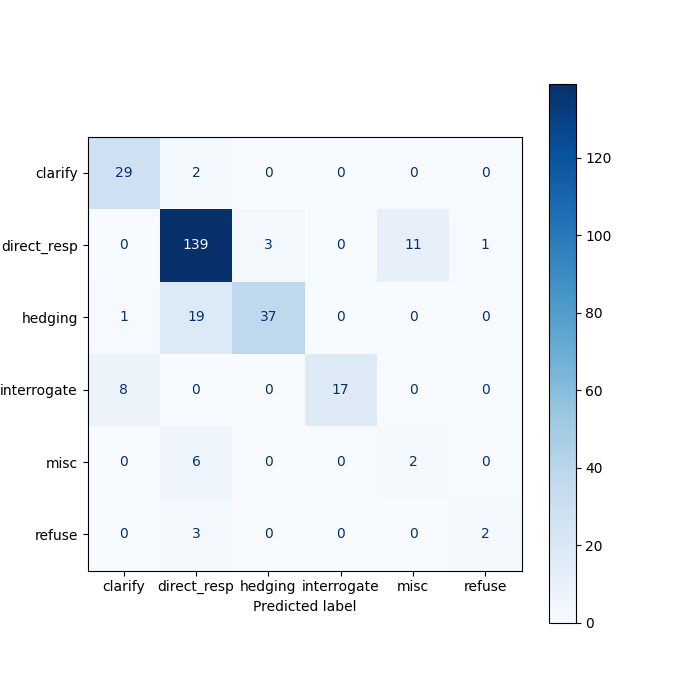 clarify 29 2 0 0 0 0
direct_resp 0 139 3 0 11 1
hedging 1 19 37 0 0 0
interrogate 8 0 0 17 0 0
misc 0 6 0 0 2 0
refuse 0 3 0 0 0 2
clarify direct_resp hedging interrogate misc refuse
Predicted label
120
100
80
60
40
20
0